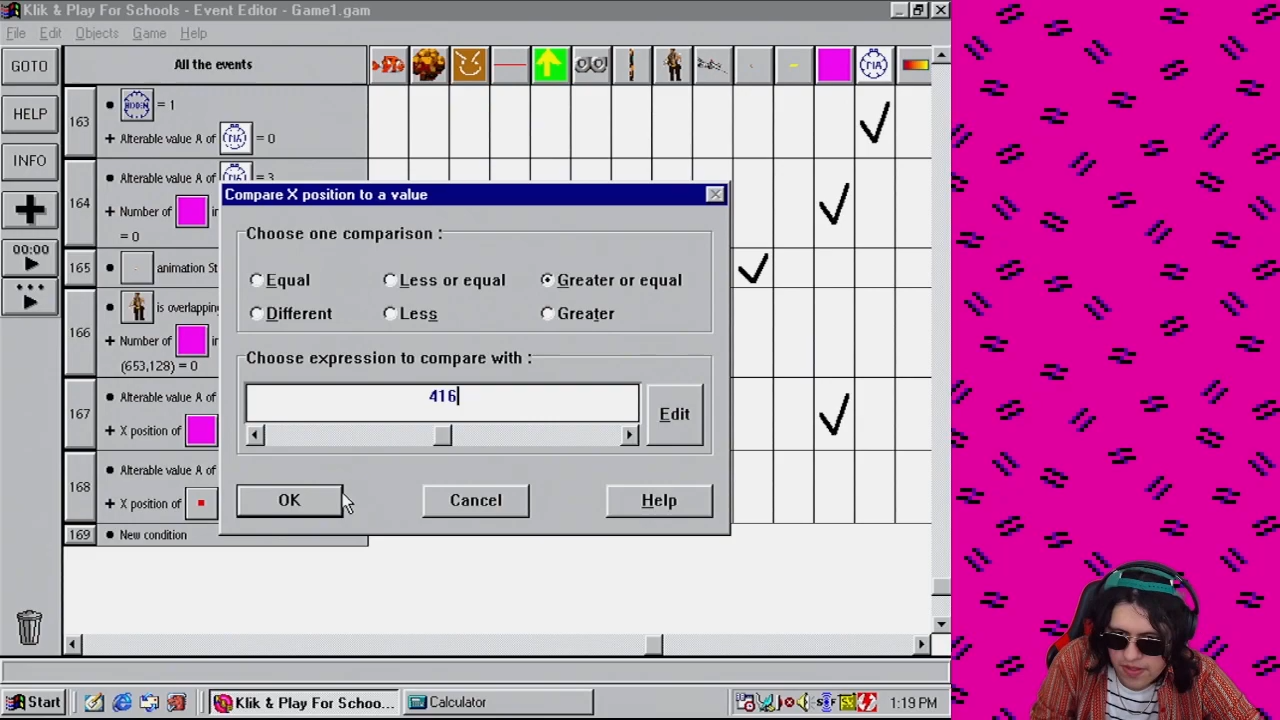 Klik & Play For Schools - Event Editor - Game1.gam
File Edit Objects Game Help
GOTO
HELP
INFO
00:00
All the events
163
= 1
+ Alterable value A of = 0
164
Alterable value A of = 3
+ Number of
= 0
165
animation St
166
is overlapping
+ Number of
(653,128) = 0
167
Alterable value A of
+ X position of
168
Alterable value A of
+ X position of
169
New condition
Compare X position to a value
Choose one comparison :
Equal Less or equal Greater or equal
Different Less Greater
Choose expression to compare with :
416
Edit
OK Cancel Help
Start Klik & Play For Schoo... Calculator 1:19 PM